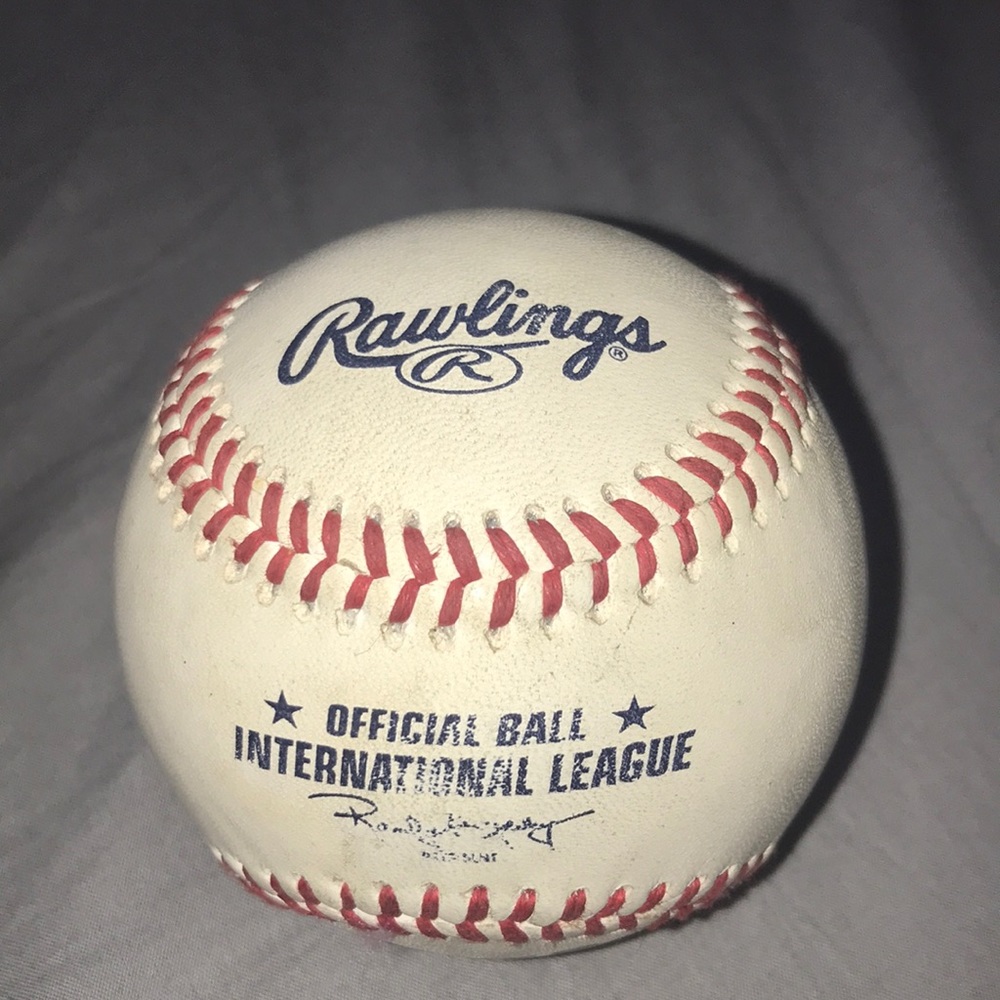 Rawlings ®
R
★ OFFICIAL BALL ★
INTERNATIONAL LEAGUE